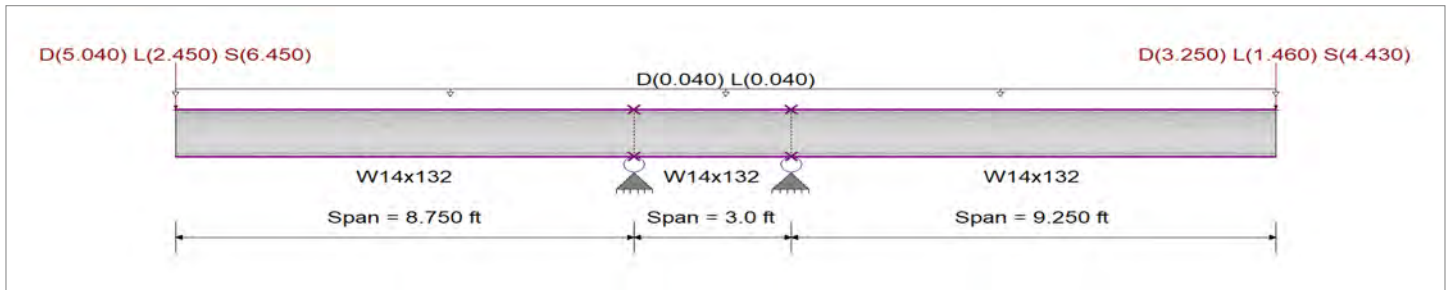 D(5.040) L(2.450) S(6.450)
D(3.250) L(1.460) S(4.430)
D(0.040) L(0.040)
W14x132
W14x132
W14x132
Span = 8.750 ft
Span = 3.0 ft
Span = 9.250 ft